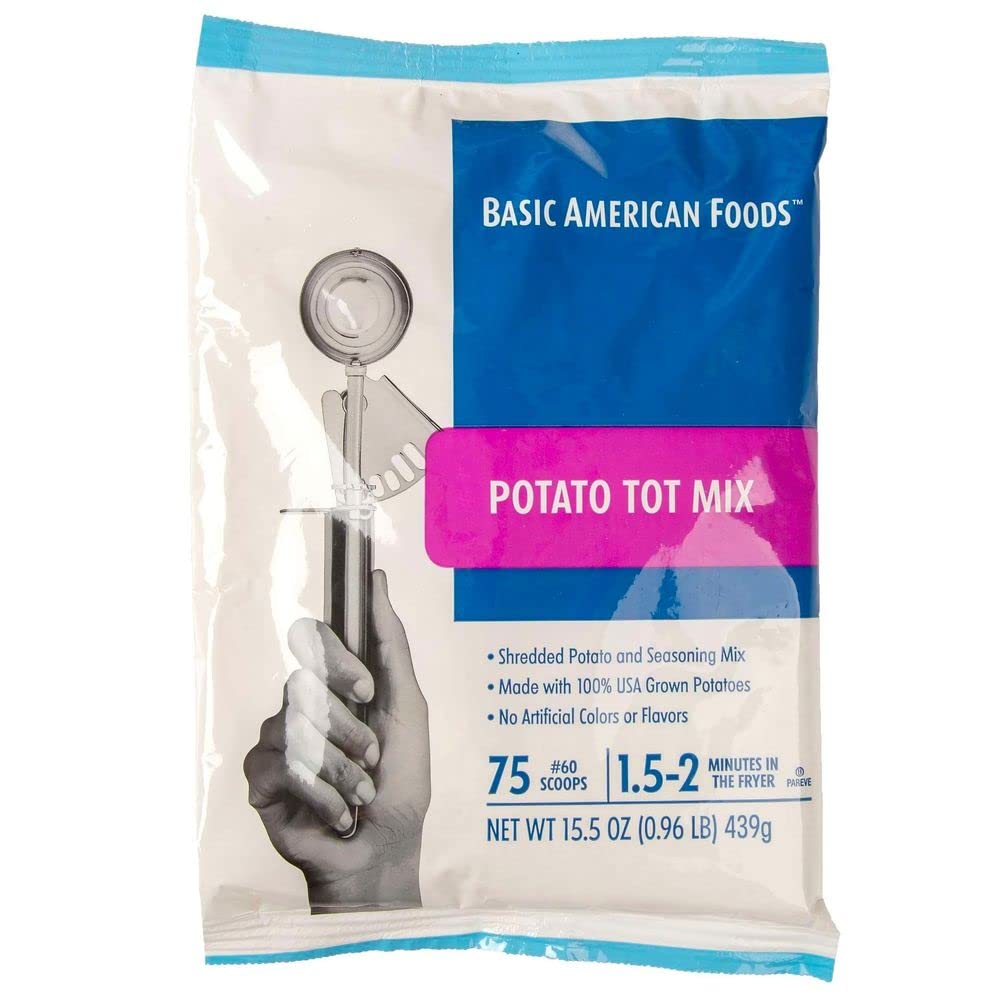 BASIC AMERICAN FOODS™
POTATO TOT MIX
• Shredded Potato and Seasoning Mix
• Made with 100% USA Grown Potatoes
• No Artificial Colors or Flavors
75 #60 SCOOPS | 1.5-2 MINUTES IN THE FRYER Ⓤ PAREVE
NET WT 15.5 OZ (0.96 LB) 439g